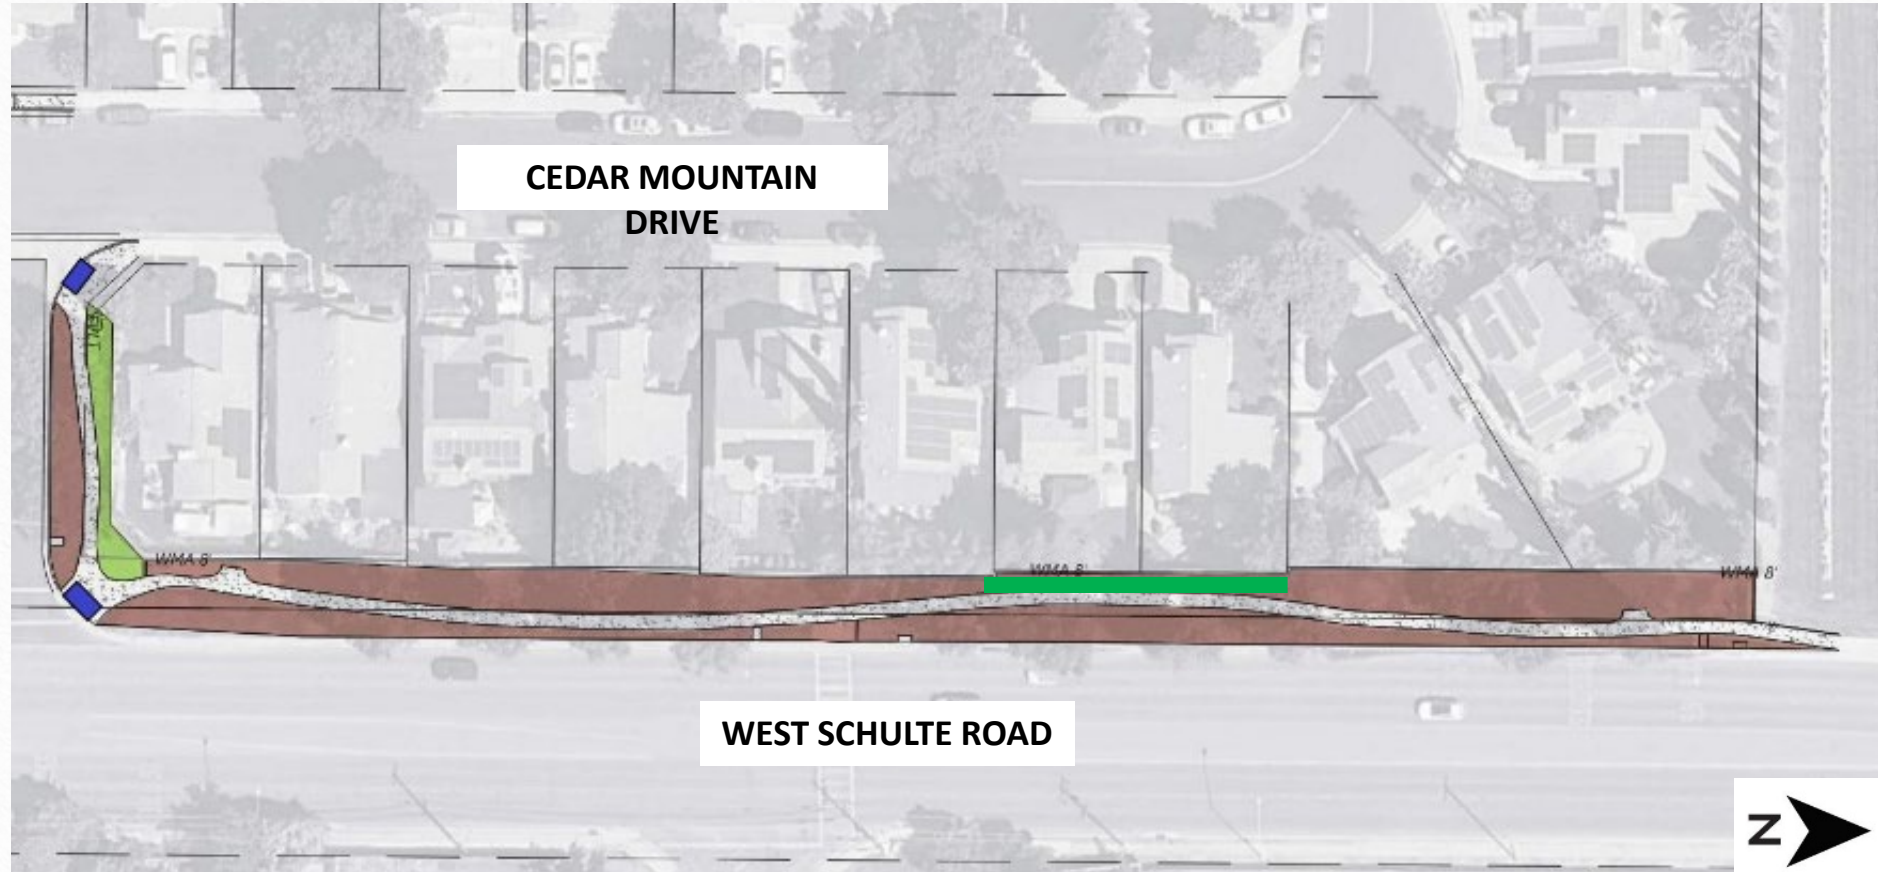 CEDAR MOUNTAIN
DRIVE
WMA 8'
WMA 8'
WMA 8'
WEST SCHULTE ROAD
N